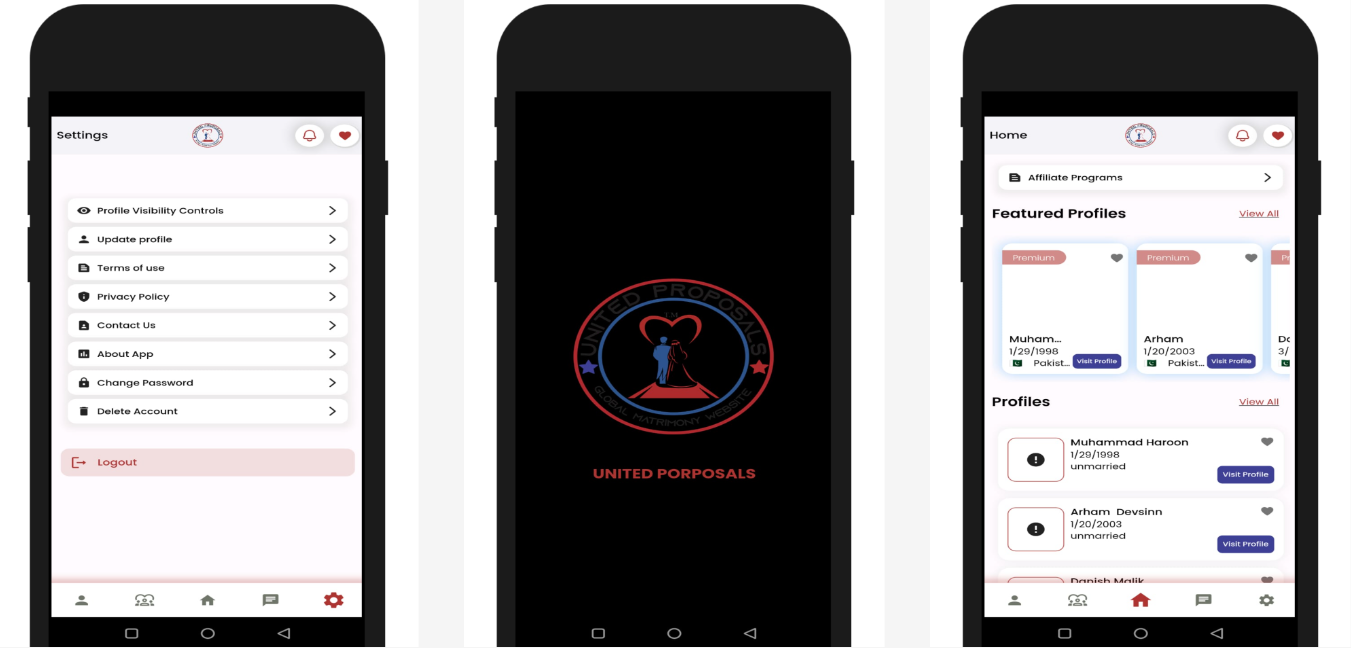 Settings
Profile Visibility Controls
Update profile
Terms of use
Privacy Policy
Contact Us
About App
Change Password
Delete Account
Logout
UNITED PROPOSALS
TM
GLOBAL MATRIMONY WEBSITE
UNITED PORPOSALS
Home
Affiliate Programs
Featured Profiles
View All
Premium
Muham...
1/29/1998
Pakist...
Visit Profile
Premium
Arham
1/20/2003
Pakist...
Visit Profile
Pr
Da
3/
Profiles
View All
Muhammad Haroon
1/29/1998
unmarried
Visit Profile
Arham Devsinn
1/20/2003
unmarried
Visit Profile
Danish Malik